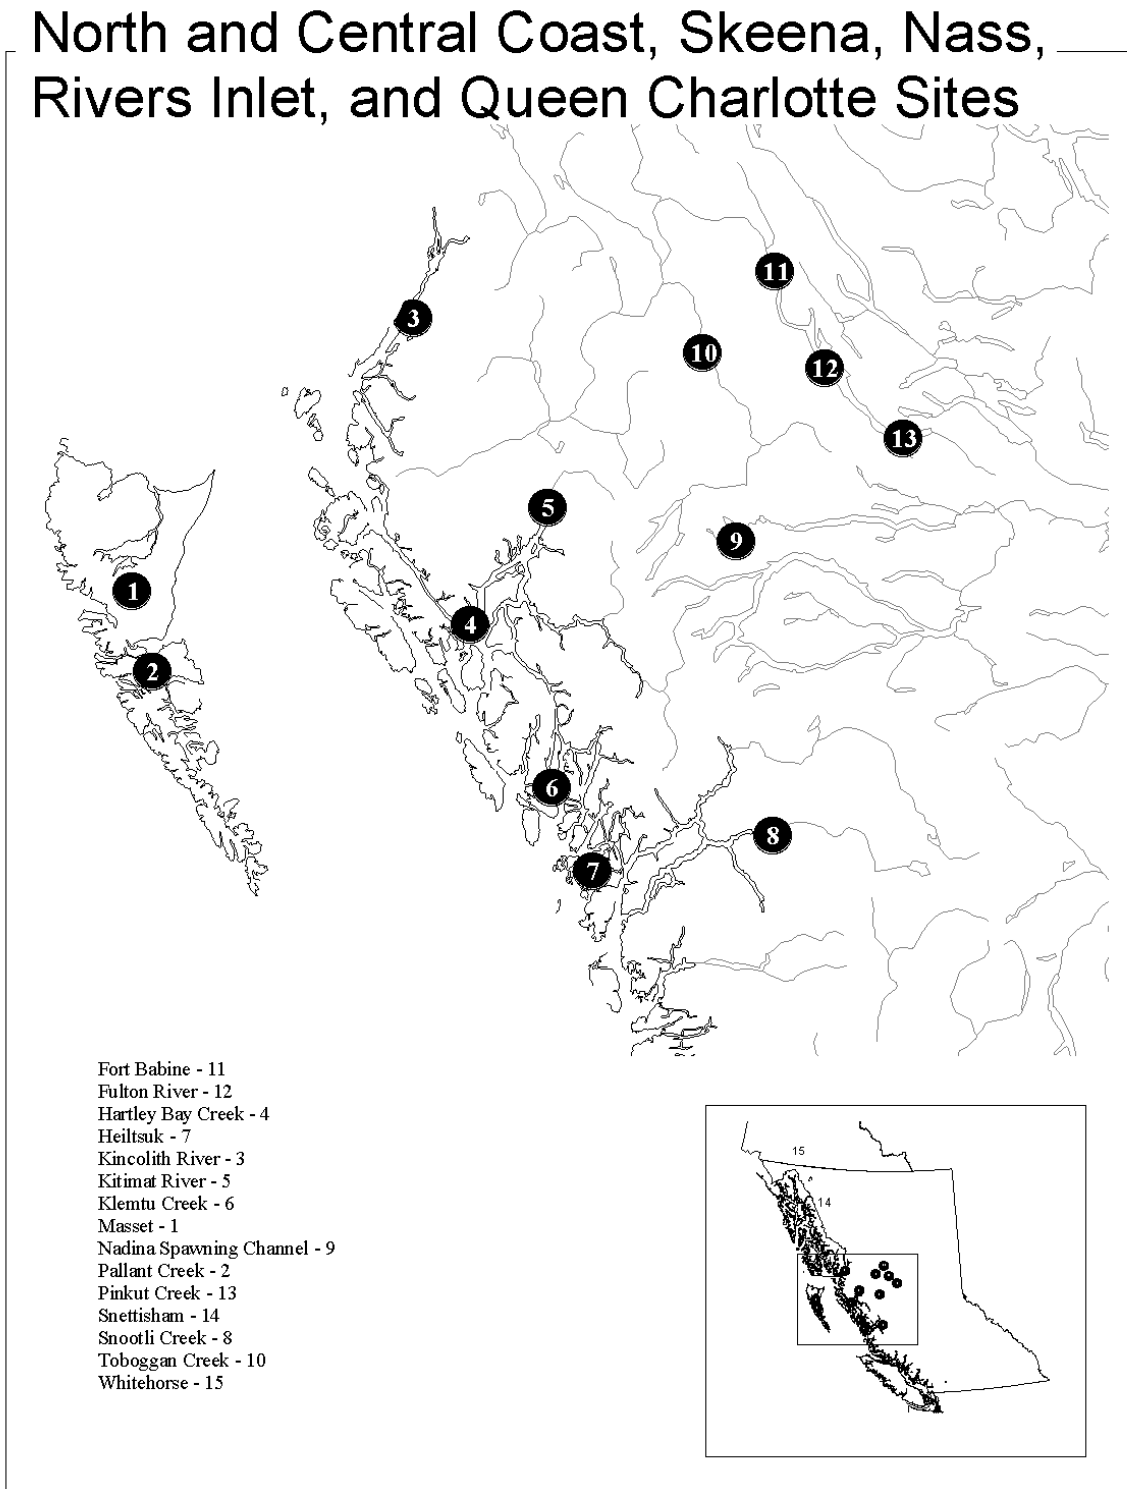 North and Central Coast, Skeena, Nass,
Rivers Inlet, and Queen Charlotte Sites
11
3
10
12
13
5
9
1
4
2
6
8
7
Fort Babine - 11
Fulton River - 12
Hartley Bay Creek - 4
Heiltsuk - 7
Kincolith River - 3
Kitimat River - 5
Klemtu Creek - 6
Masset - 1
Nadina Spawning Channel - 9
Pallant Creek - 2
Pinkut Creek - 13
Snettisham - 14
Snootli Creek - 8
Toboggan Creek - 10
Whitehorse - 15
15
14